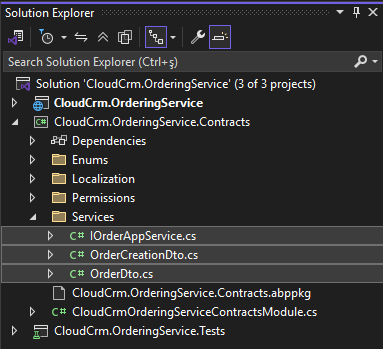 Solution Explorer
Search Solution Explorer (Ctrl+ş)
Solution 'CloudCrm.OrderingService' (3 of 3 projects)
CloudCrm.OrderingService
C# CloudCrm.OrderingService.Contracts
Dependencies
Enums
Localization
Permissions
Services
C# IOrderAppService.cs
C# OrderCreationDto.cs
C# OrderDto.cs
CloudCrm.OrderingService.Contracts.abppkg
C# CloudCrmOrderingServiceContractsModule.cs
CloudCrm.OrderingService.Tests